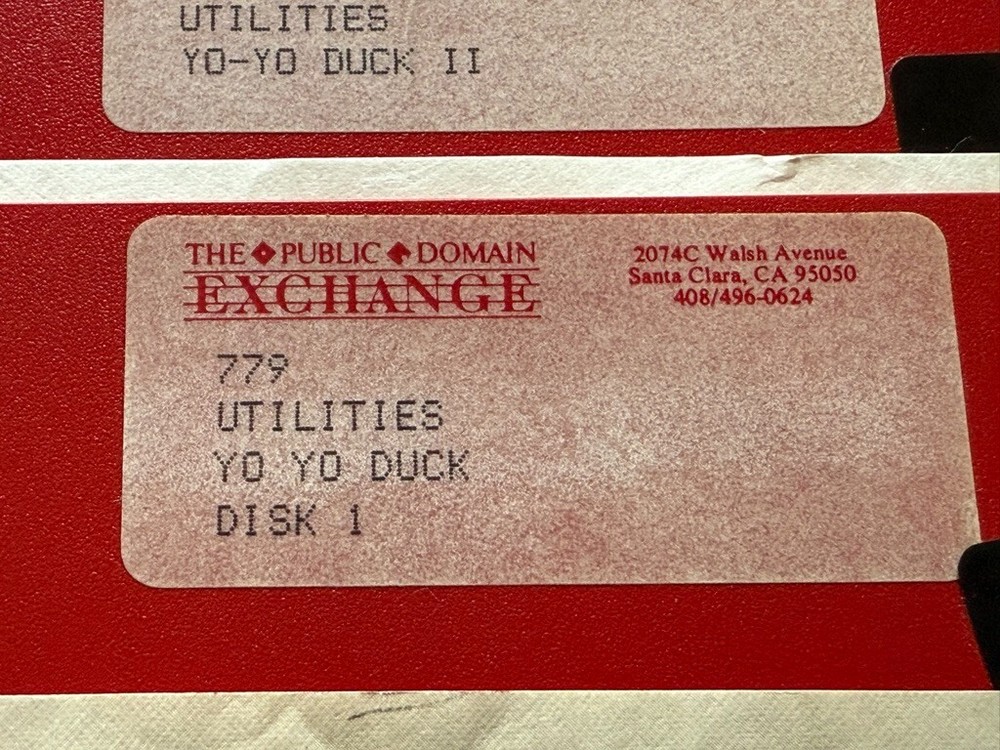 UTILITIES
YO-YO DUCK II
THE PUBLIC DOMAIN
EXCHANGE
2074C Walsh Avenue
Santa Clara, CA 95050
408/496-0624
779
UTILITIES
YO YO DUCK
DISK 1